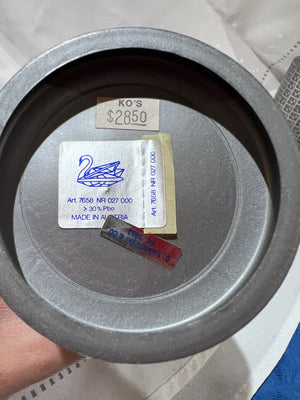 KO'S
$28.50
Art. 7658 NR 027 000
> 30% Pbo
MADE IN AUSTRIA
Art. 7658 NR 027 000